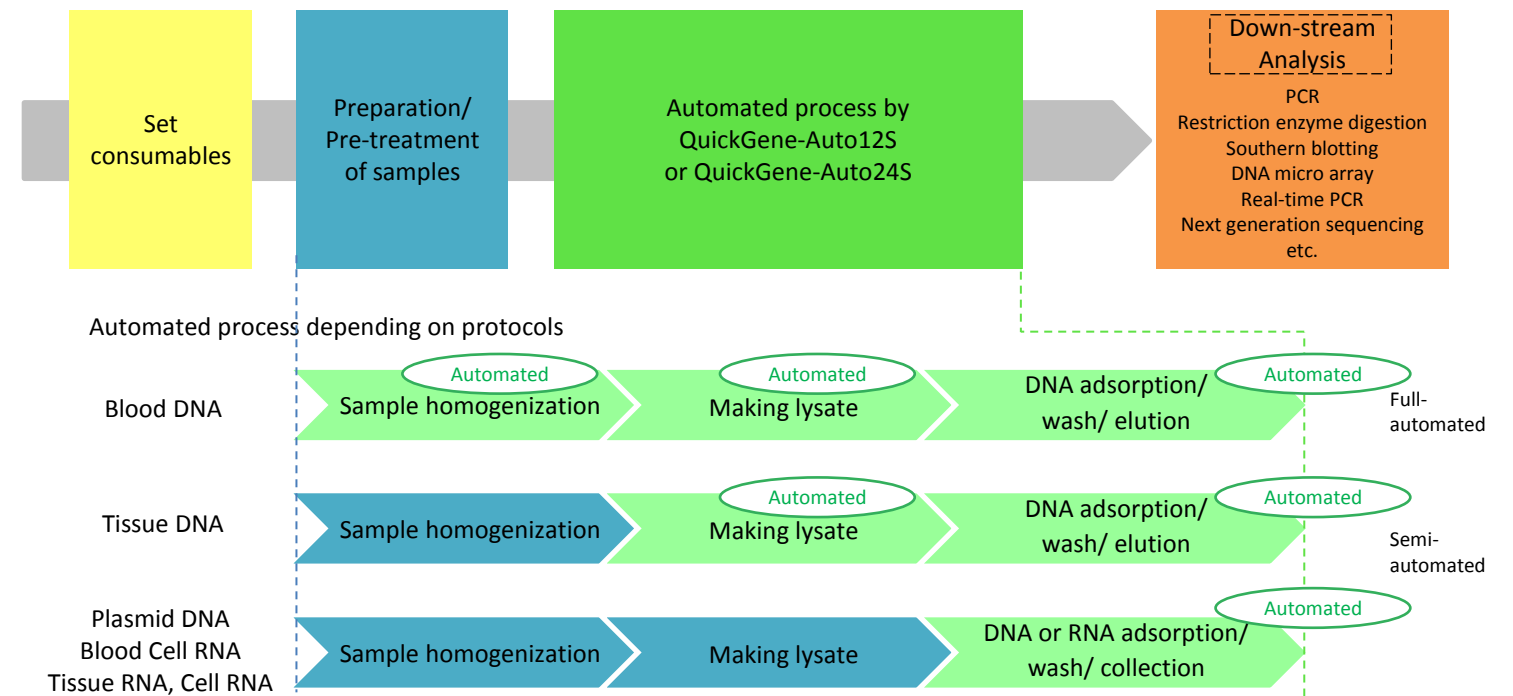 Set
consumables
Preparation/
Pre-treatment
of samples
Automated process by
QuickGene-Auto12S
or QuickGene-Auto24S
Down-stream
Analysis
PCR
Restriction enzyme digestion
Southern blotting
DNA micro array
Real-time PCR
Next generation sequencing
etc.
Automated process depending on protocols
Blood DNA
Automated
Sample homogenization
Automated
Making lysate
DNA adsorption/
wash/ elution
Automated
Full-
automated
Tissue DNA
Sample homogenization
Automated
Making lysate
DNA adsorption/
wash/ elution
Automated
Semi-
automated
Plasmid DNA
Blood Cell RNA
Tissue RNA, Cell RNA
Sample homogenization
Making lysate
DNA or RNA adsorption/
wash/ collection
Automated